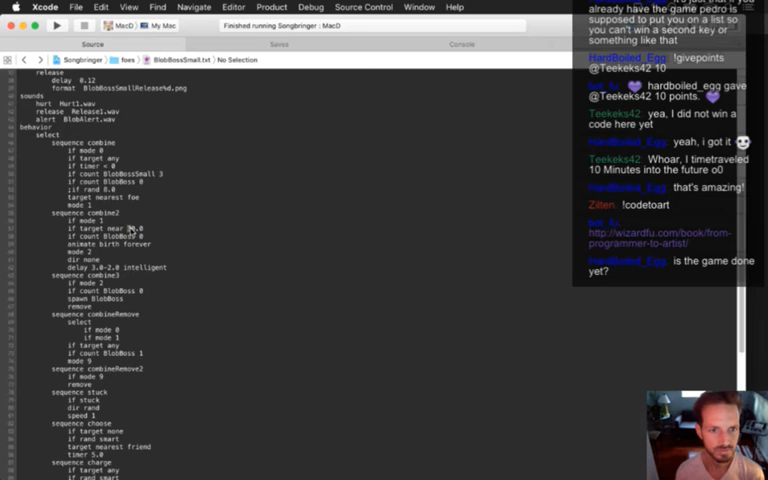 Xcode File Edit View Find Navigate Editor Product Debug Source Control Window Help
MacD My Mac
Finished running Songbringer : MacD
Source Saves Console
Songbringer foes BlobBossSmall.txt No Selection
release
delay 0.12
format BlobBossSmallRelease%d.png
sounds
hurt Hurt1.wav
release Release1.wav
alert BlobAlert.wav
behavior
select
sequence combine
if mode 0
if target any
if timer < 0
if count BlobBossSmall 3
if count BlobBoss 0
;if rand 8.0
target nearest foe
mode 1
sequence combine2
if mode 1
if target near
if count BlobBoss 0
animate birth forever
mode 2
dir none
delay 3.0-2.0 intelligent
sequence combine3
if mode 2
if count BlobBoss 0
spawn BlobBoss
remove
sequence combineRemove
select
if mode 0
if mode 1
if target any
if count BlobBoss 1
mode 9
sequence combineRemove2
if mode 9
remove
sequence stuck
if stuck
dir rand
speed 1
sequence choose
if target none
if rand smart
target nearest friend
timer 5.0
sequence charge
if target any
if rand smart
already have the game pedro is
supposed to put you on a list so
you can't win a second key or
something like that
HardBoiled_Egg: !givepoints
@Teekeks42 10
hardboiled_egg gave
@Teekeks42 10 points.
Teekeks42: yea, I did not win a
code here yet
HardBoiled_Egg: yeah, i got it
Teekeks42: Whoar, I timetraveled
10 Minutes into the future o0
HardBoiled_Egg: that's amazing!
Zilten: !codetoart
http://wizardfu.com/book/from-
programmer-to-artist/
HardBoiled_Egg: is the game done
yet?